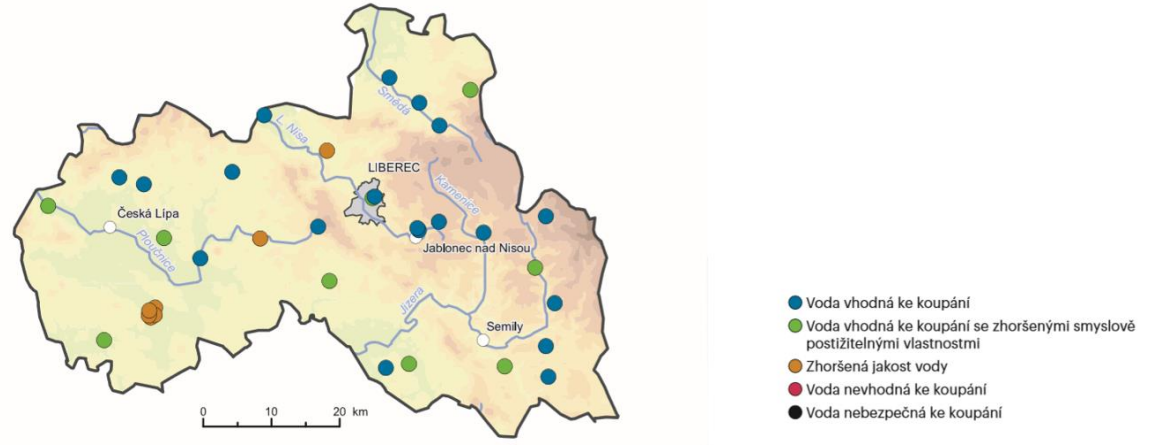 Smědá
L. Nisa
LIBEREC
Kamenice
Česká Lípa
Ploučnice
Jablonec nad Nisou
Jizera
Semily
0 10 20 km
Voda vhodná ke koupání
Voda vhodná ke koupání se zhoršenými smyslově
postižitelnými vlastnostmi
Zhoršená jakost vody
Voda nevhodná ke koupání
Voda nebezpečná ke koupání